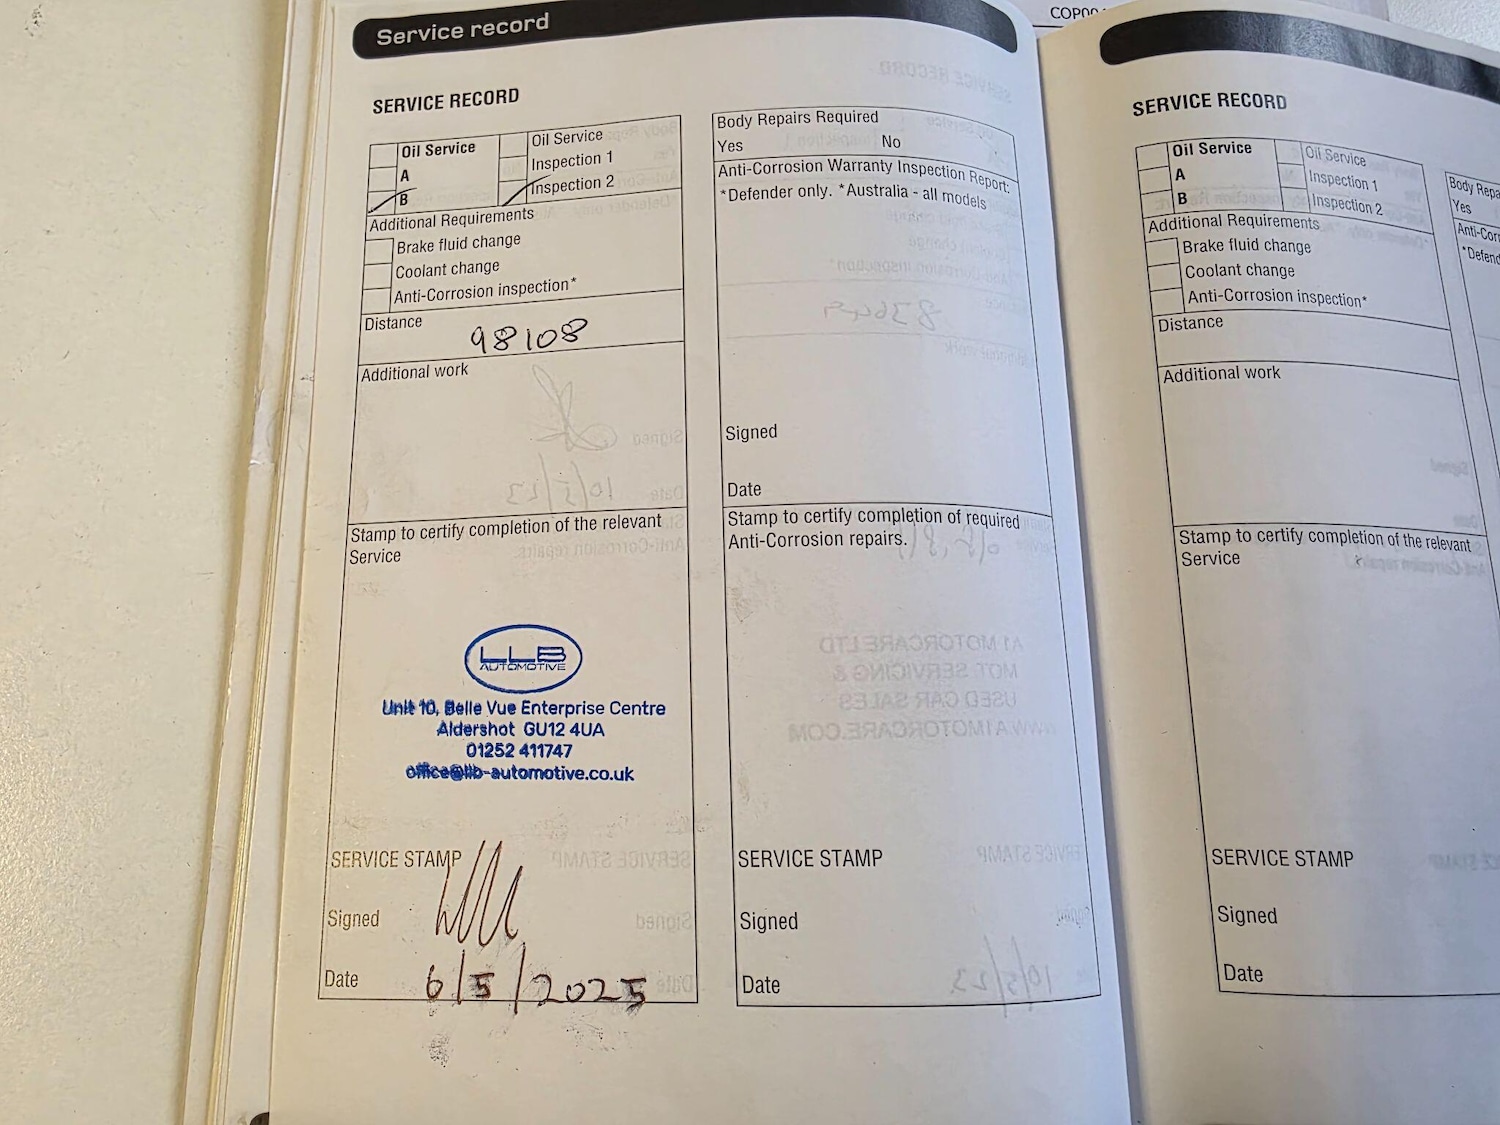 COP00
Service record
SERVICE RECORD
Oil Service
A
B
Oil Service
Inspection 1
Inspection 2
Additional Requirements
Brake fluid change
Coolant change
Anti-Corrosion inspection*
Distance
98108
Additional work
Stamp to certify completion of the relevant
Service
LLB
AUTOMOTIVE
Unit 10, Belle Vue Enterprise Centre
Aldershot GU12 4UA
01252 411747
office@llb-automotive.co.uk
SERVICE STAMP
Signed
Date 6/5/2025
Body Repairs Required
Yes No
Anti-Corrosion Warranty Inspection Report:
*Defender only. *Australia - all models
Signed
Date
Stamp to certify completion of required
Anti-Corrosion repairs.
SERVICE STAMP
Signed
Date
SERVICE RECORD
Oil Service
A
B
Oil Service
Inspection 1
Inspection 2
Additional Requirements
Brake fluid change
Coolant change
Anti-Corrosion inspection*
Distance
Additional work
Stamp to certify completion of the relevant
Service
SERVICE STAMP
Signed
Date
Body Repa
Yes
Anti-Cor
*Defend